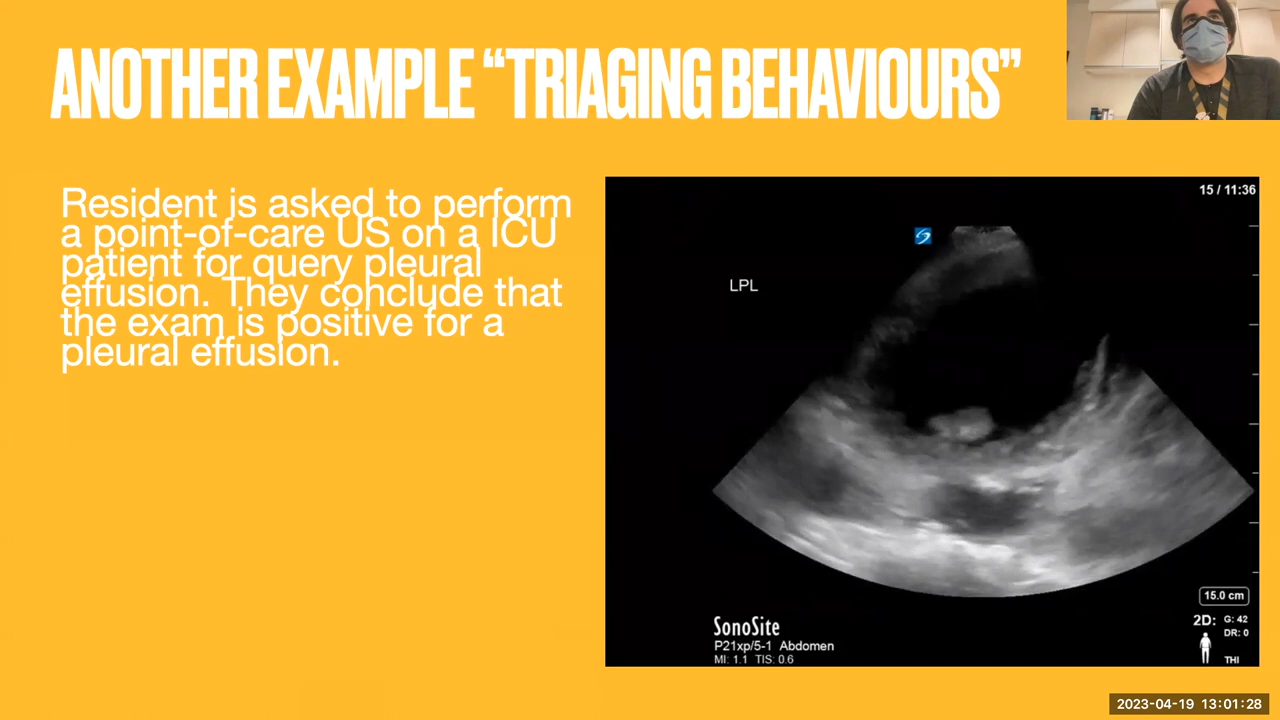 ANOTHER EXAMPLE “TRIAGING BEHAVIOURS”
Resident is asked to perform
a point-of-care US on a ICU
patient for query pleural
effusion. They conclude that
the exam is positive for a
pleural effusion.
15 / 11:36
LPL
15.0 cm
2D: G: 42
DR: 0
THI
SonoSite
P21xp/5-1 Abdomen
MI: 1.1 TIS: 0.6
2023-04-19 13:01:28